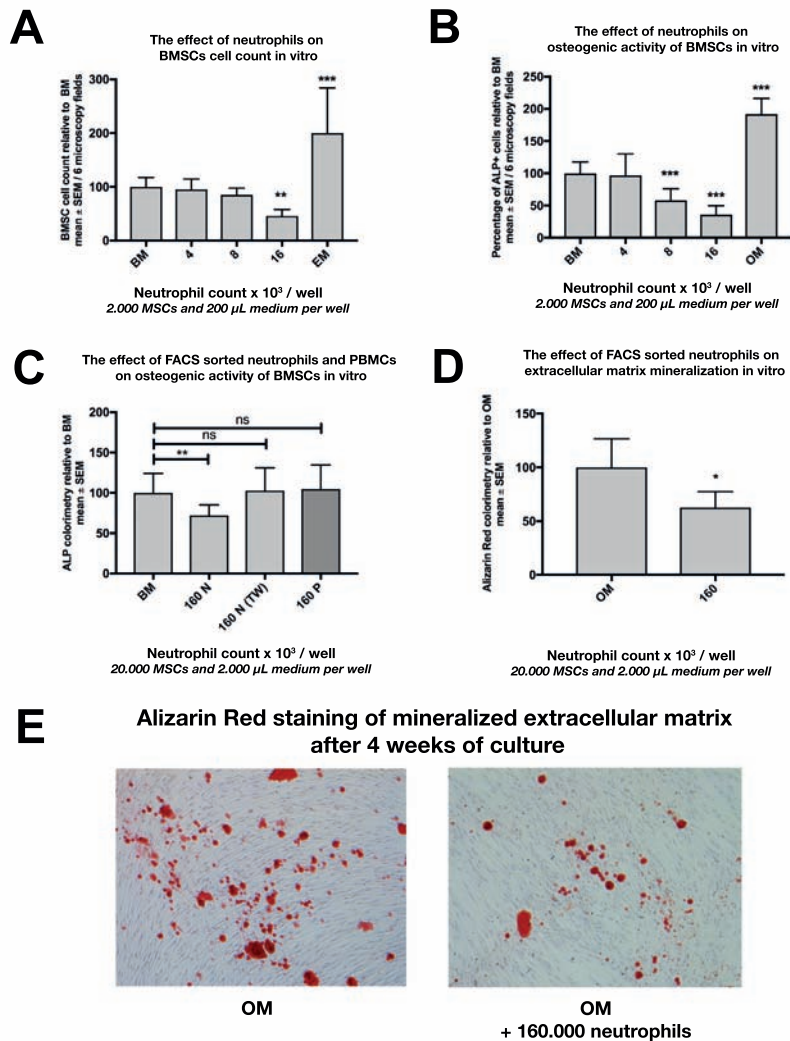 A
The effect of neutrophils on
BMSCs cell count in vitro
BMSC cell count relative to BM
mean ± SEM / 6 microscopy fields
300
200
100
0
***
**
BM
4
8
16
EM
Neutrophil count x 10³ / well
2.000 MSCs and 200 µL medium per well
B
The effect of neutrophils on
osteogenic activity of BMSCs in vitro
Percentage of ALP+ cells relative to BM
mean ± SEM / 6 microscopy fields
250
200
150
100
50
0
***
***
***
BM
4
8
16
OM
Neutrophil count x 10³ / well
2.000 MSCs and 200 µL medium per well
C
The effect of FACS sorted neutrophils and PBMCs
on osteogenic activity of BMSCs in vitro
ALP colorimetry relative to BM
mean ± SEM
200
150
100
50
0
ns
ns
**
BM
160 N
160 N (TW)
160 P
Neutrophil count x 10³ / well
20.000 MSCs and 2.000 µL medium per well
D
The effect of FACS sorted neutrophils on
extracellular matrix mineralization in vitro
Alizarin Red colorimetry relative to OM
mean ± SEM
150
100
50
0
*
OM
160
Neutrophil count x 10³ / well
20.000 MSCs and 2.000 µL medium per well
E
Alizarin Red staining of mineralized extracellular matrix
after 4 weeks of culture
OM
OM
+ 160.000 neutrophils